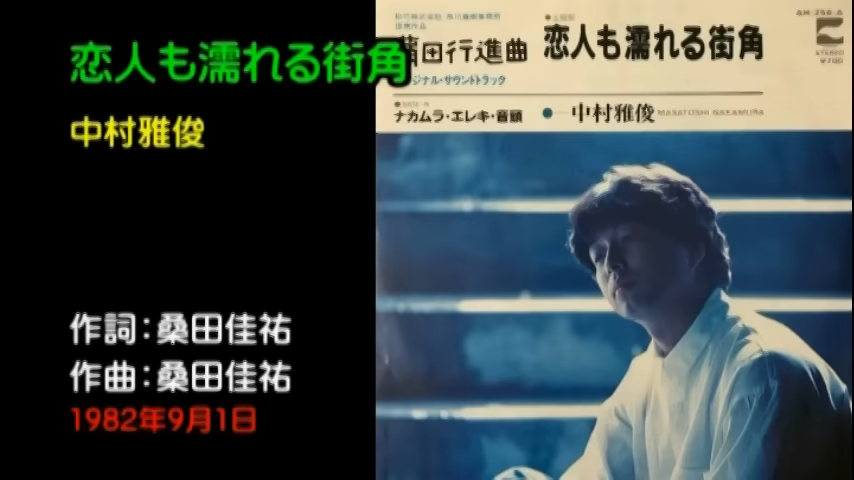 恋人も濡れる街角
中村雅俊
作詞：桑田佳祐
作曲：桑田佳祐
1982年9月1日
田行進曲
恋人も濡れる街角
ジナル・サウンドトラック
ナカムラ・エレキ・音頭
中村雅俊
MASATOSHI NAKAMURA
STEREO
¥700